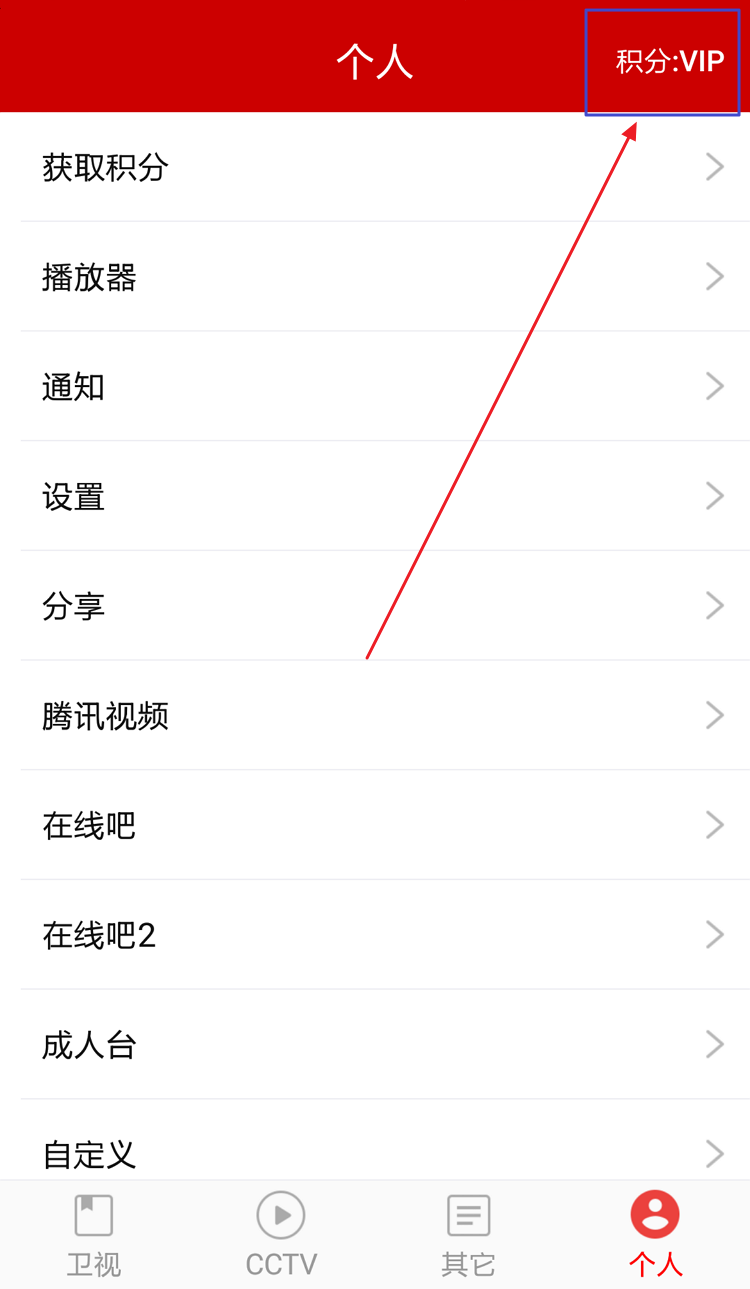 个人
积分:VIP
获取积分
播放器
通知
设置
分享
腾讯视频
在线吧
在线吧2
成人台
自定义
卫视
CCTV
其它
个人